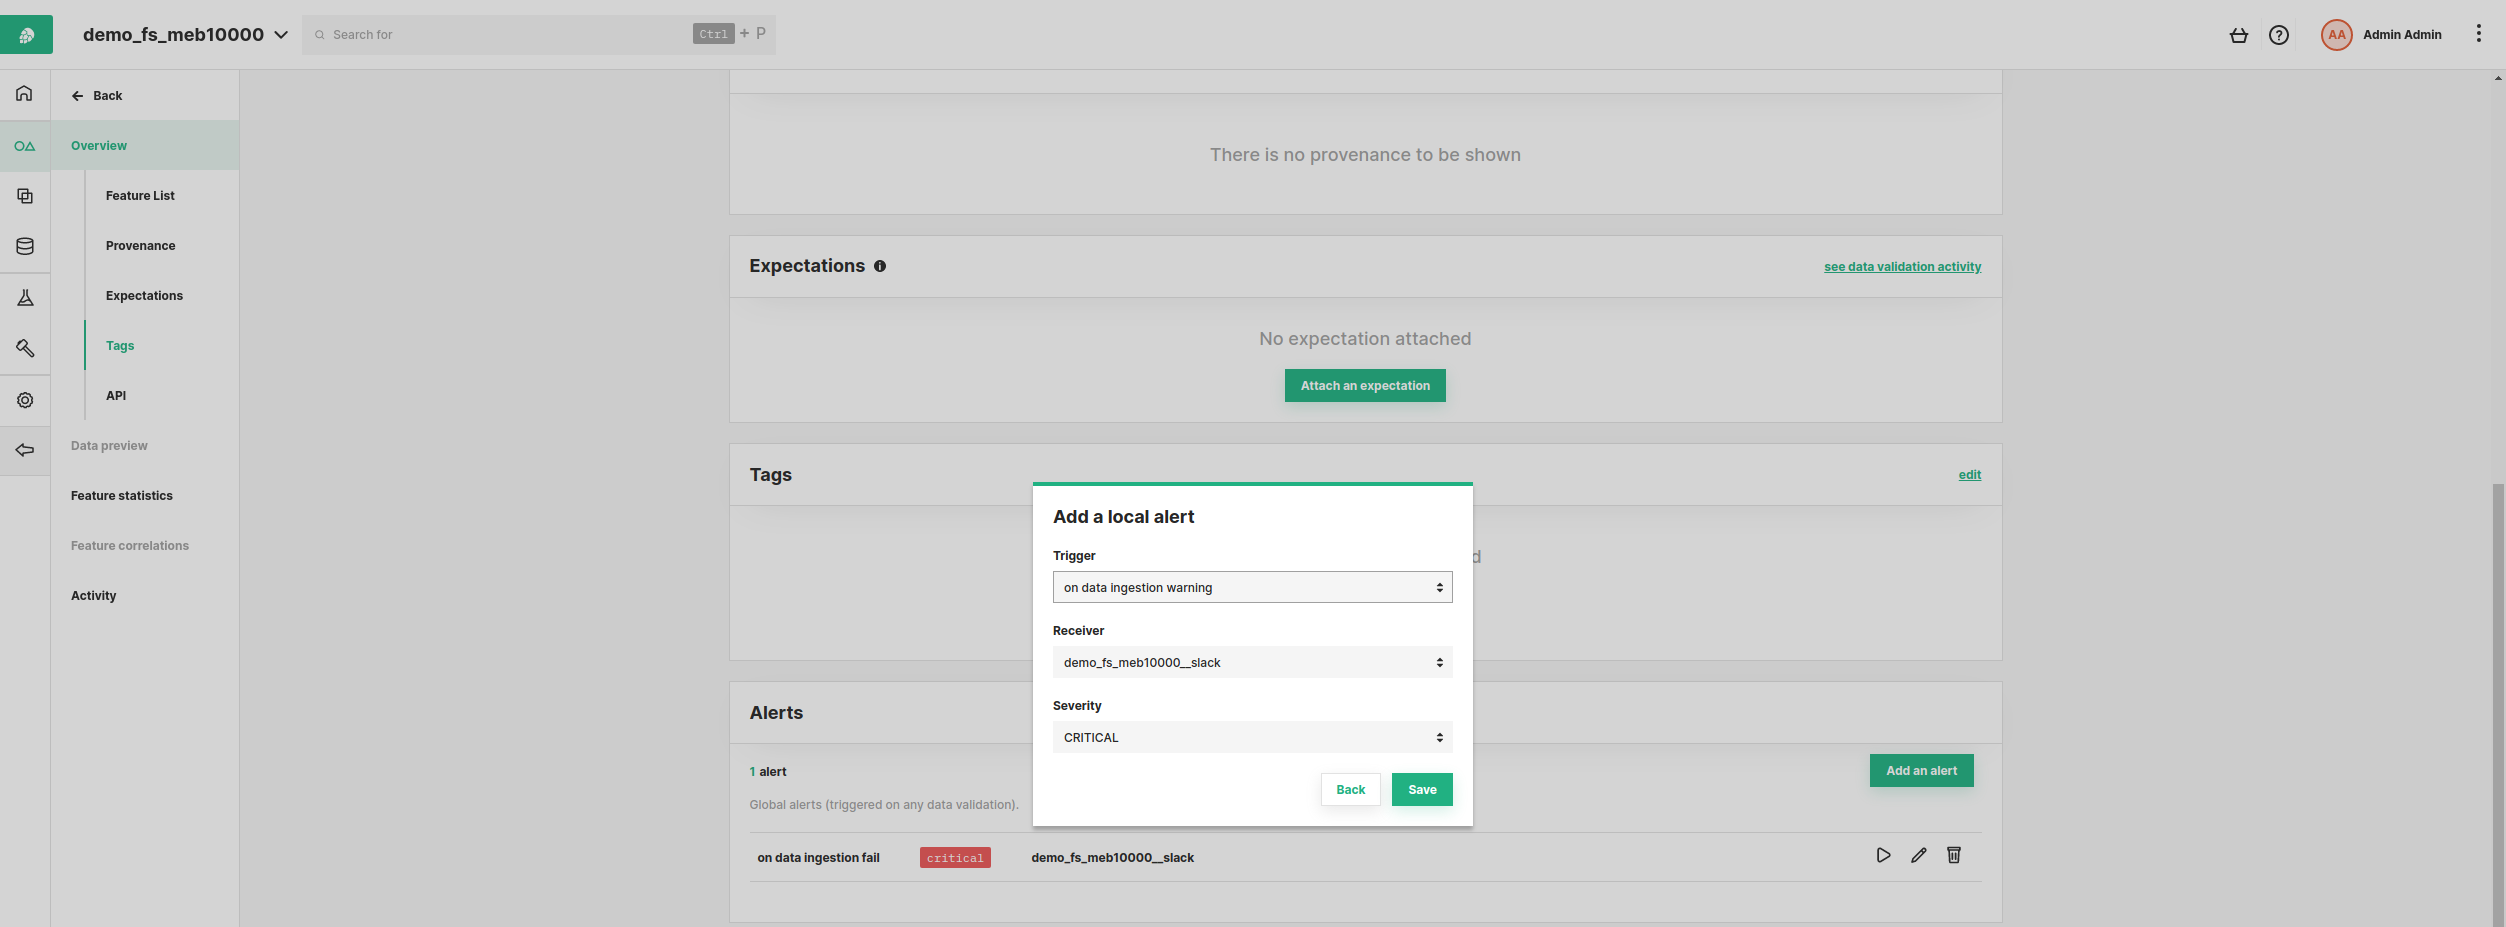 demo_fs_meb10000
Search for
Ctrl + P
AA
Admin Admin
Back
Overview
Feature List
Provenance
Expectations
Tags
API
Data preview
Feature statistics
Feature correlations
Activity
There is no provenance to be shown
Expectations
see data validation activity
No expectation attached
Attach an expectation
Tags
edit
d
Add a local alert
Trigger
on data ingestion warning
Receiver
demo_fs_meb10000__slack
Severity
CRITICAL
Back
Save
Alerts
1 alert
Add an alert
Global alerts (triggered on any data validation).
on data ingestion fail
critical
demo_fs_meb10000__slack